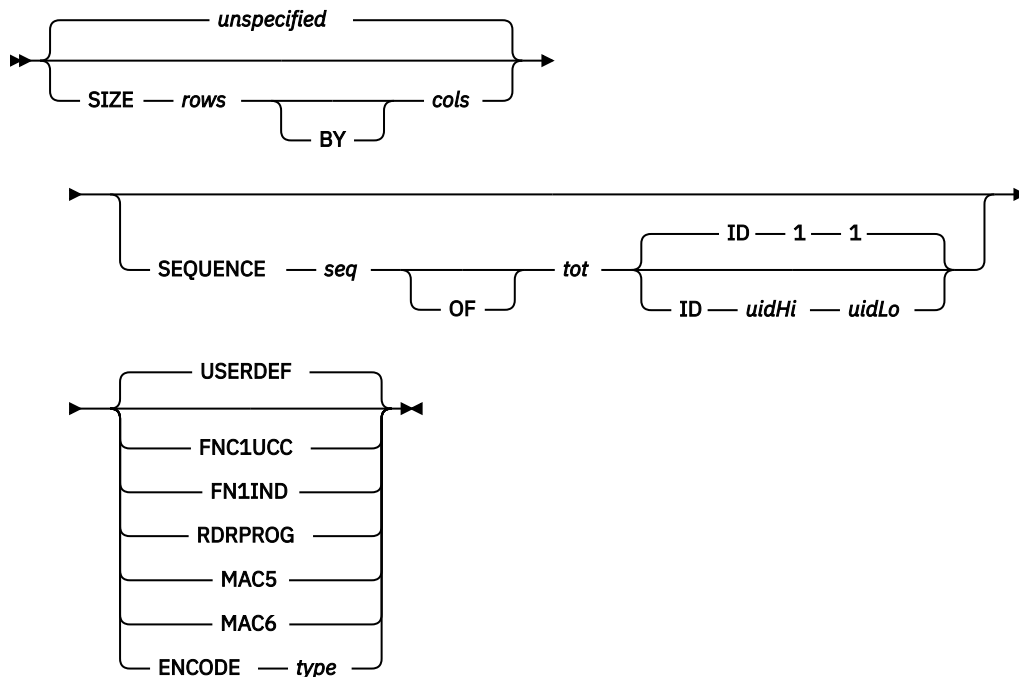 unspecified
SIZE rows cols
BY
ID 1 1
SEQUENCE seq tot
OF ID uidHi uidLo
USERDEF
FNC1UCC
FN1IND
RDRPROG
MAC5
MAC6
ENCODE type